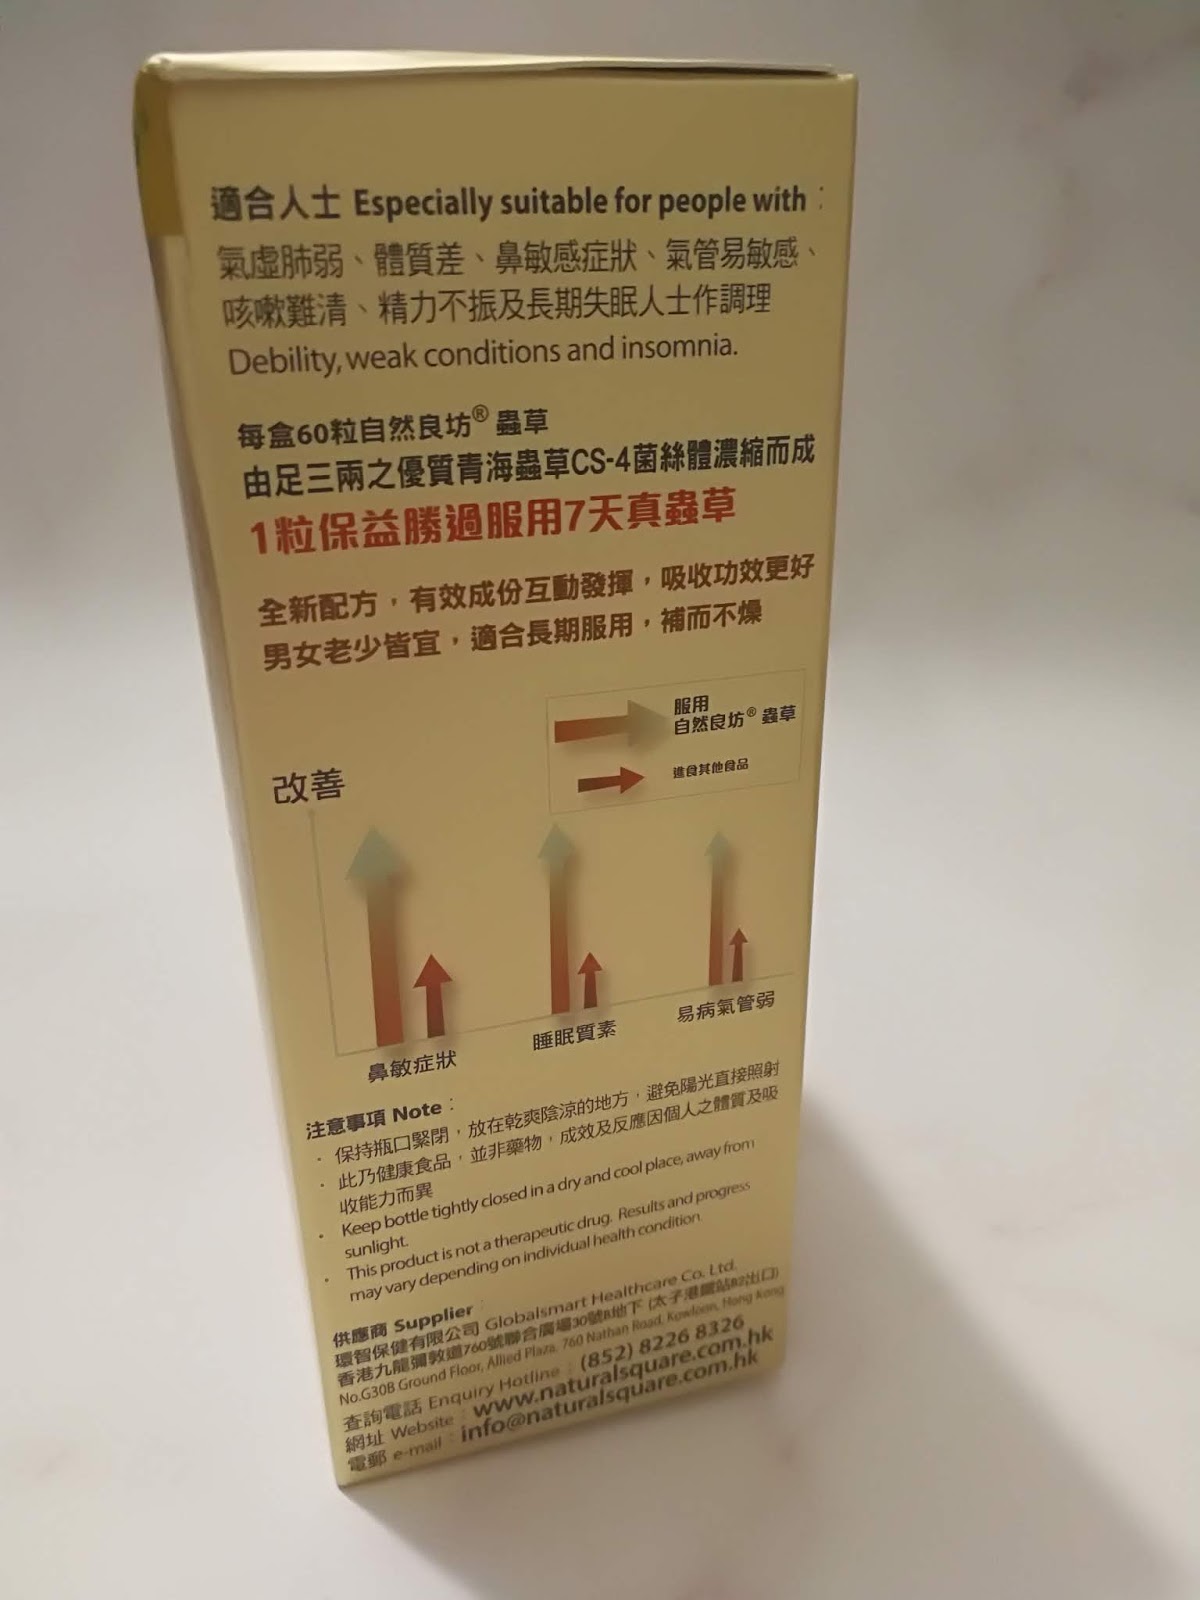 適合人士 Especially suitable for people with：
氣虛肺弱、體質差、鼻敏感症狀、氣管易敏感、
咳嗽難清、精力不振及長期失眠人士作調理
Debility, weak conditions and insomnia.
每盒60粒自然良坊® 蟲草
由足三兩之優質青海蟲草CS-4菌絲體濃縮而成
1粒保益勝過服用7天真蟲草
全新配方，有效成份互動發揮，吸收功效更好
男女老少皆宜，適合長期服用，補而不燥
服用
自然良坊® 蟲草
進食其他食品
改善
鼻敏症狀
睡眠質素
易病氣管弱
注意事項 Note：
· 保持瓶口緊閉，放在乾爽陰涼的地方，避免陽光直接照射
· 此乃健康食品，並非藥物，成效及反應因個人之體質及吸
收能力而異
· Keep bottle tightly closed in a dry and cool place, away from
sunlight.
· This product is not a therapeutic drug. Results and progress
may vary depending on individual health condition
供應商 Supplier：
環智保健有限公司 Globalsmart Healthcare Co. Ltd.
香港九龍彌敦道760號聯合廣場30號B地下 (太子港鐵站B2出口)
No.G30B Ground Floor, Allied Plaza, 760 Nathan Road, Kowloon, Hong Kong
查詢電話 Enquiry Hotline：(852) 8226 8326
網址 Website：www.naturalsquare.com.hk
電郵 e-mail：info@naturalsquare.com.hk